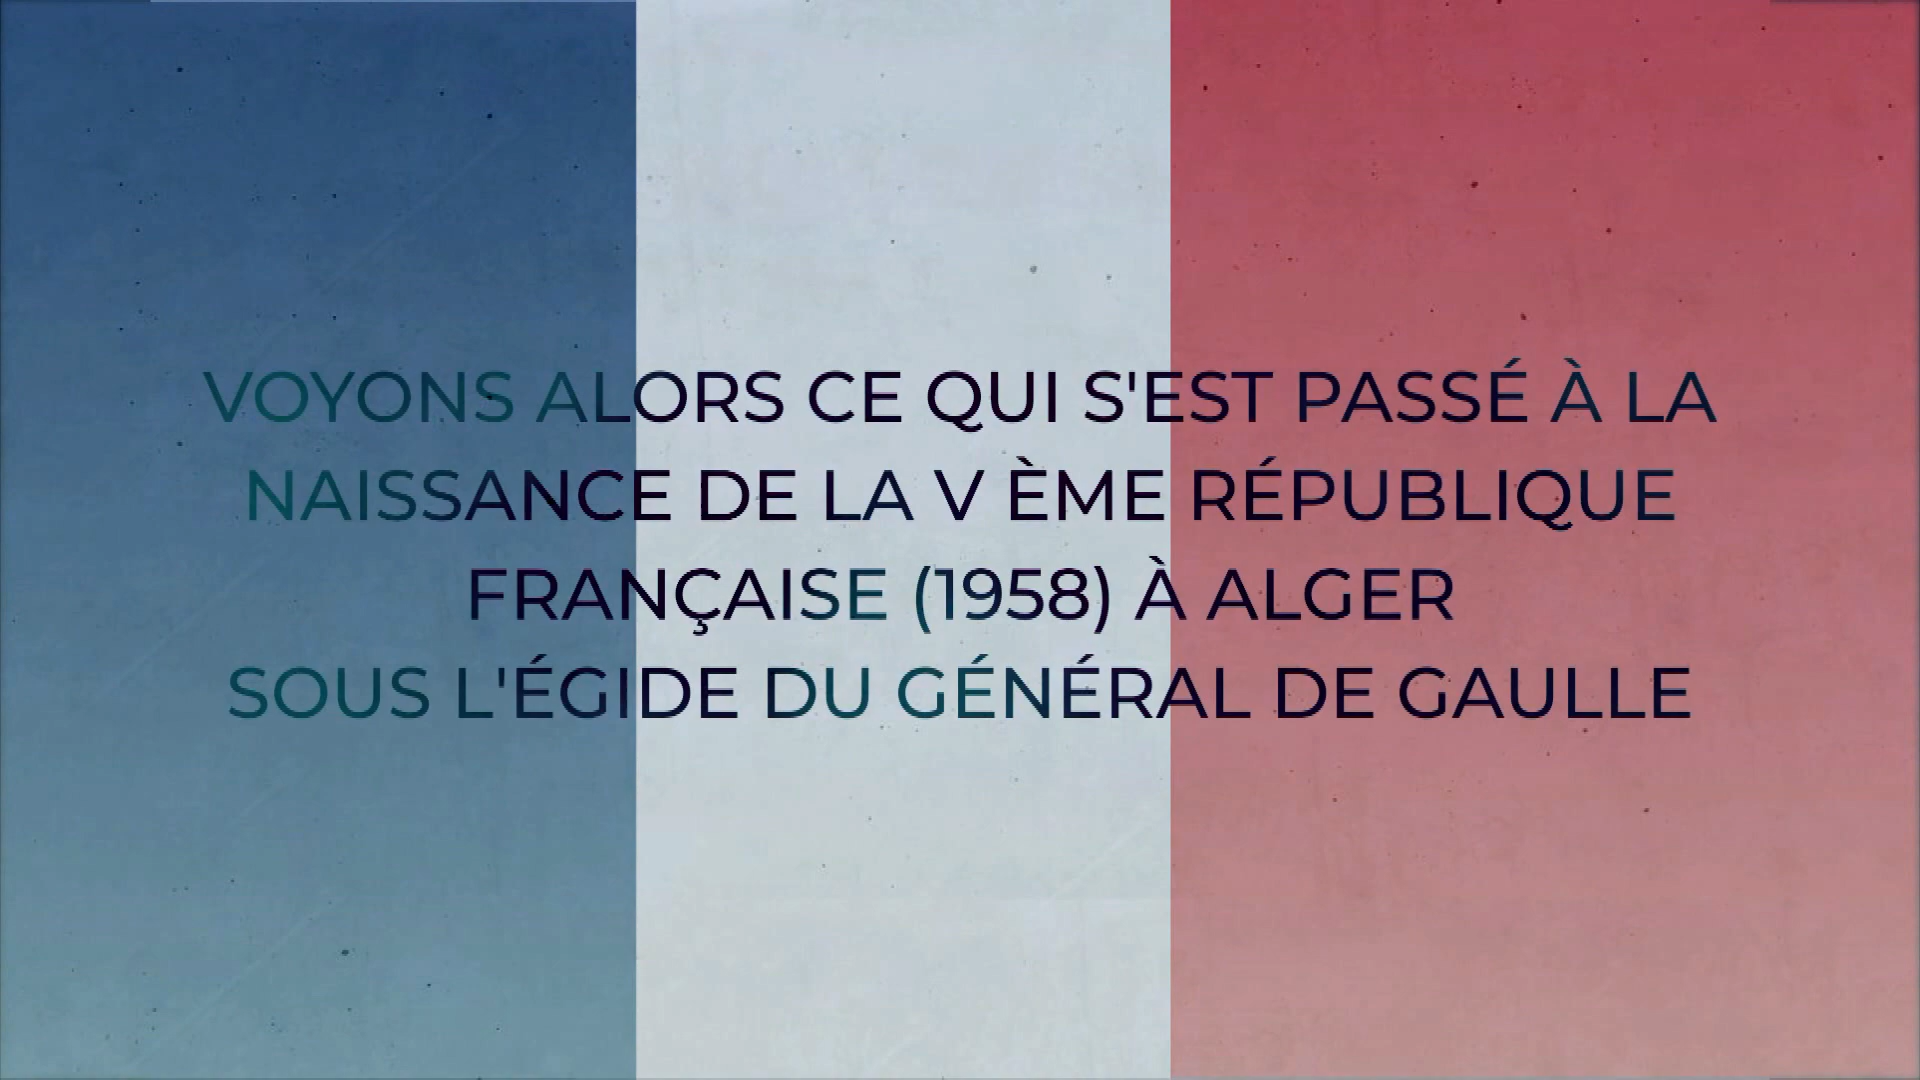 VOYONS ALORS CE QUI S'EST PASSÉ À LA
NAISSANCE DE LA V ÈME RÉPUBLIQUE
FRANÇAISE (1958) À ALGER
SOUS L'ÉGIDE DU GÉNÉRAL DE GAULLE